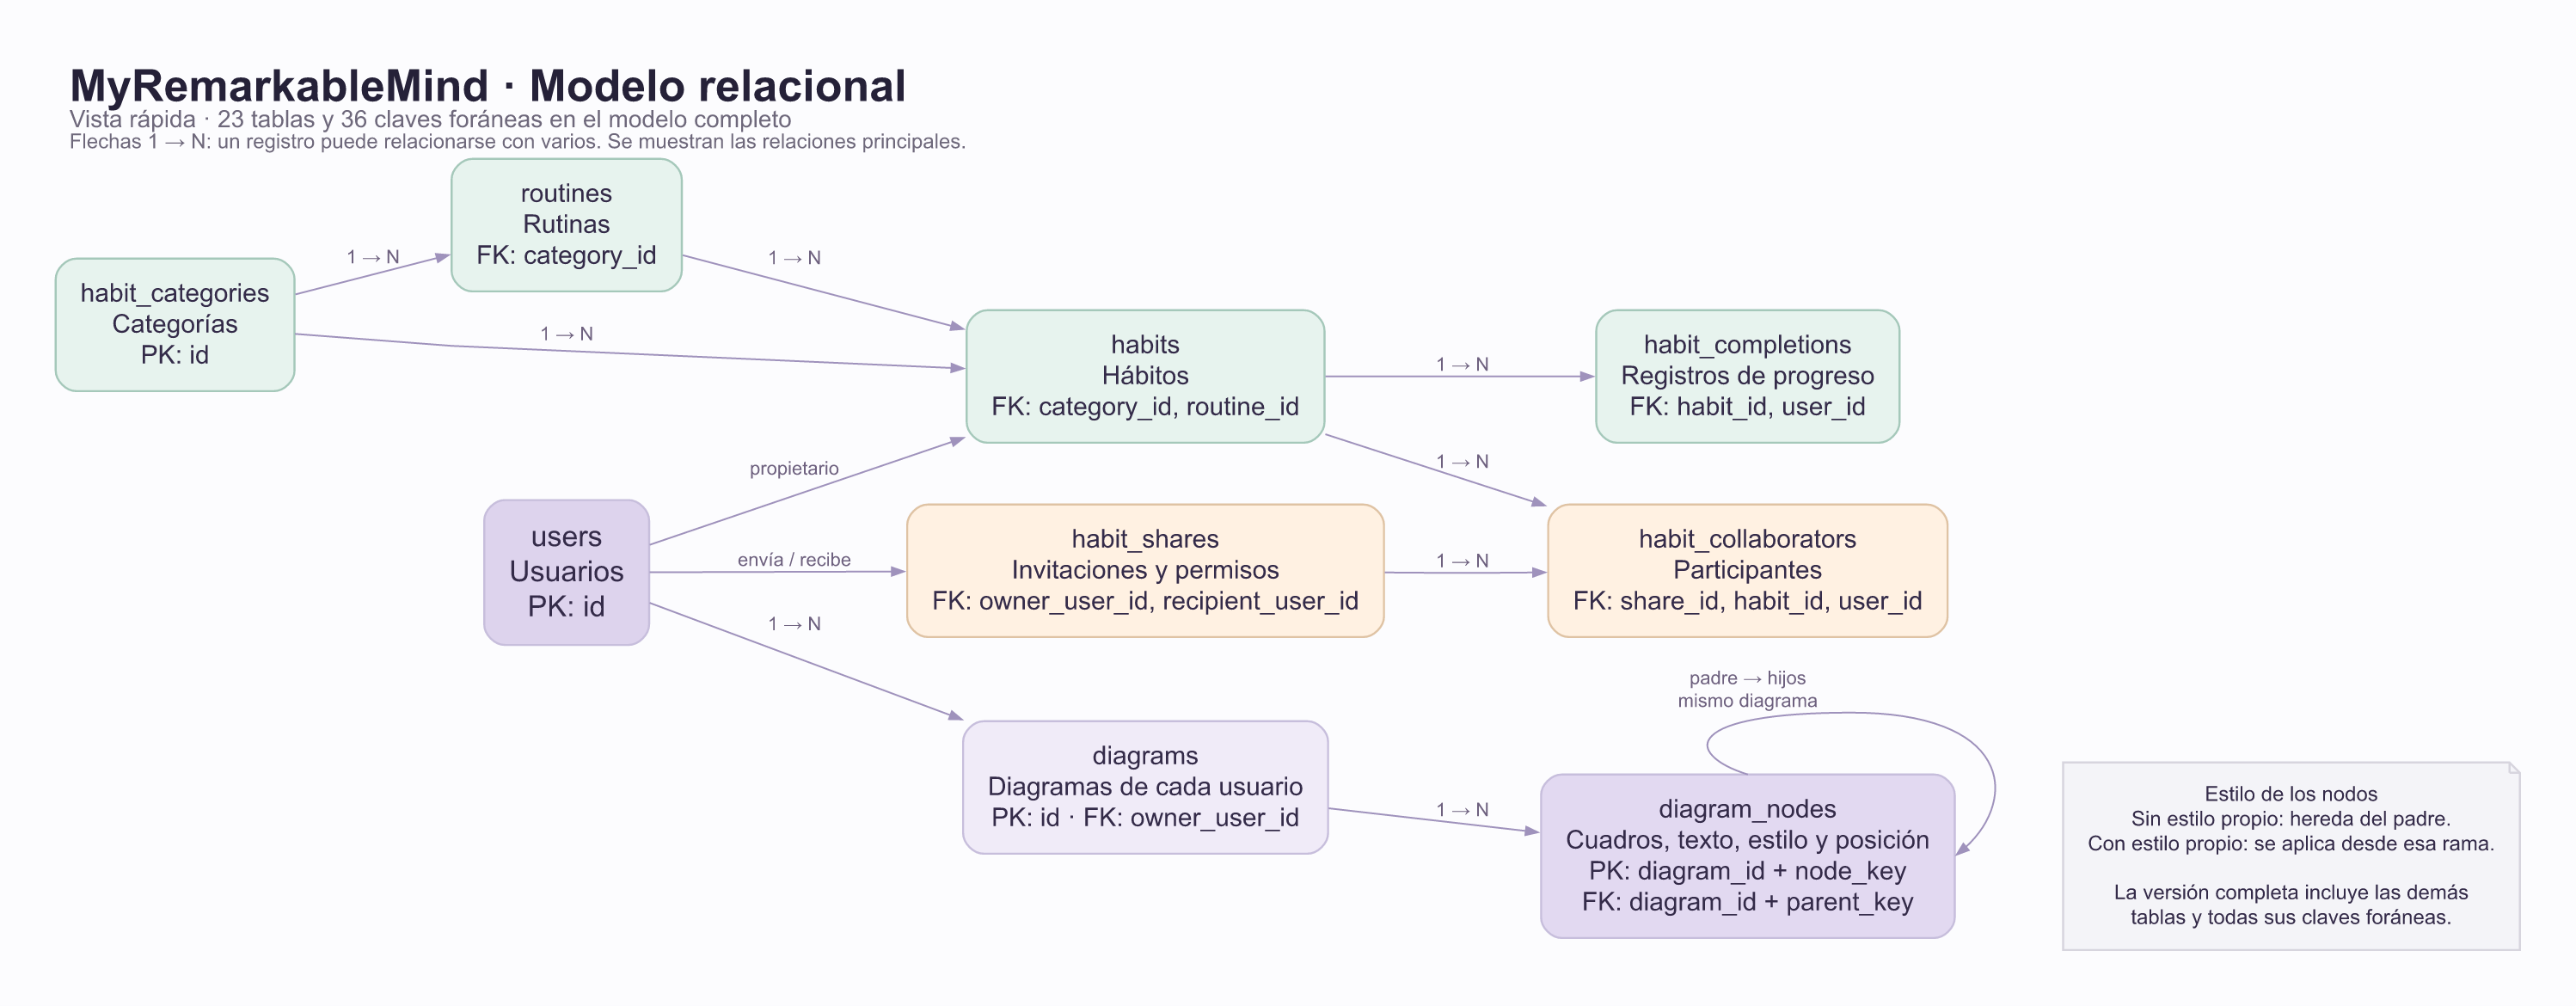 MyRemarkableMind · Modelo relacional
Vista rápida · 23 tablas y 36 claves foráneas en el modelo completo
Flechas 1 → N: un registro puede relacionarse con varios. Se muestran las relaciones principales.
routines
Rutinas
FK: category_id
1 → N
1 → N
habit_categories
Categorías
PK: id
1 → N
habits
Hábitos
FK: category_id, routine_id
1 → N
habit_completions
Registros de progreso
FK: habit_id, user_id
propietario
1 → N
users
Usuarios
PK: id
envía / recibe
habit_shares
Invitaciones y permisos
FK: owner_user_id, recipient_user_id
1 → N
habit_collaborators
Participantes
FK: share_id, habit_id, user_id
1 → N
padre → hijos
mismo diagrama
diagrams
Diagramas de cada usuario
PK: id · FK: owner_user_id
1 → N
diagram_nodes
Cuadros, texto, estilo y posición
PK: diagram_id + node_key
FK: diagram_id + parent_key
Estilo de los nodos
Sin estilo propio: hereda del padre.
Con estilo propio: se aplica desde esa rama.
La versión completa incluye las demás
tablas y todas sus claves foráneas.